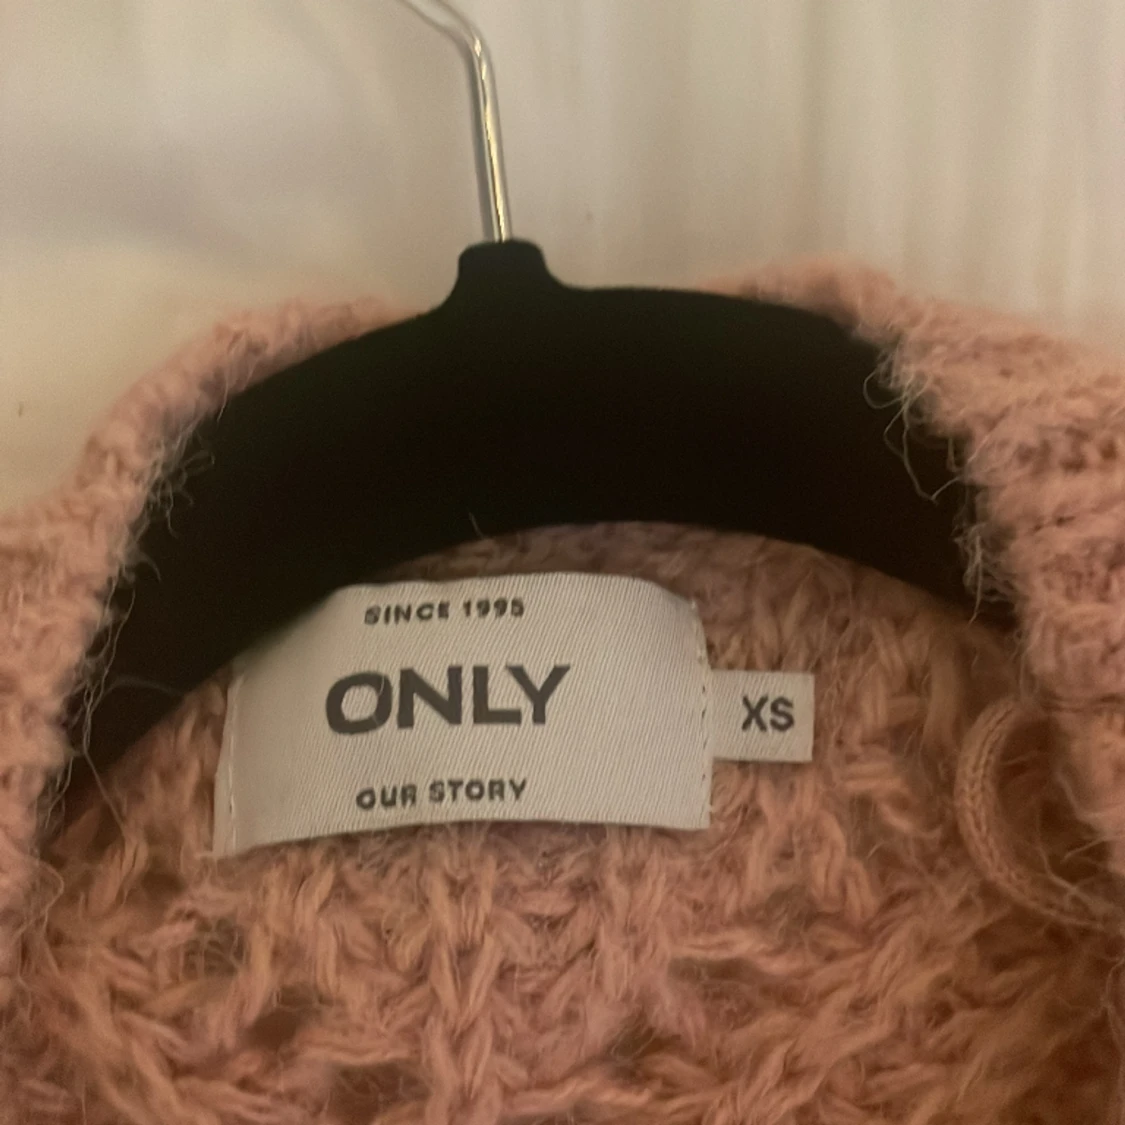 SINCE 1995
ONLY
XS
OUR STORY